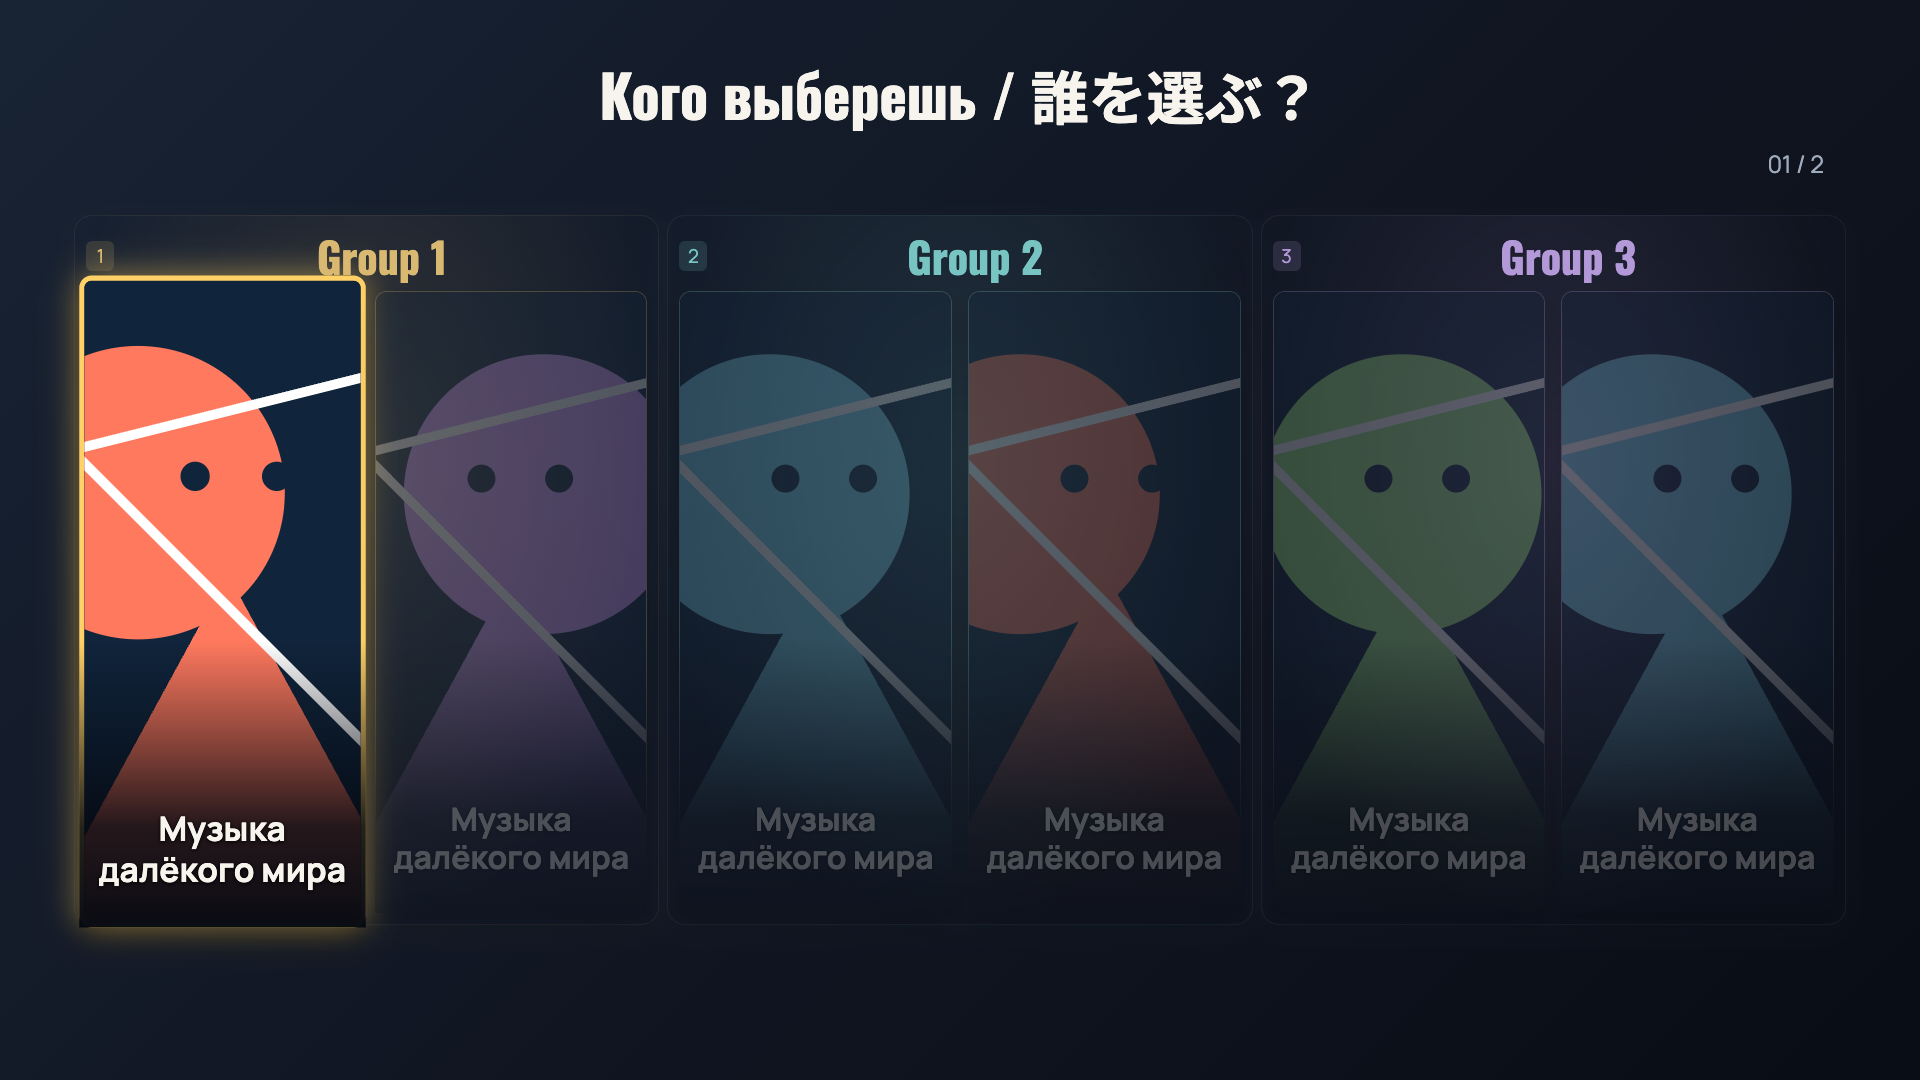 Кого выберешь / 誰を選ぶ？
01 / 2
1
Group 1
2
Group 2
3
Group 3
Музыка
далёкого мира
Музыка
далёкого мира
Музыка
далёкого мира
Музыка
далёкого мира
Музыка
далёкого мира
Музыка
далёкого мира